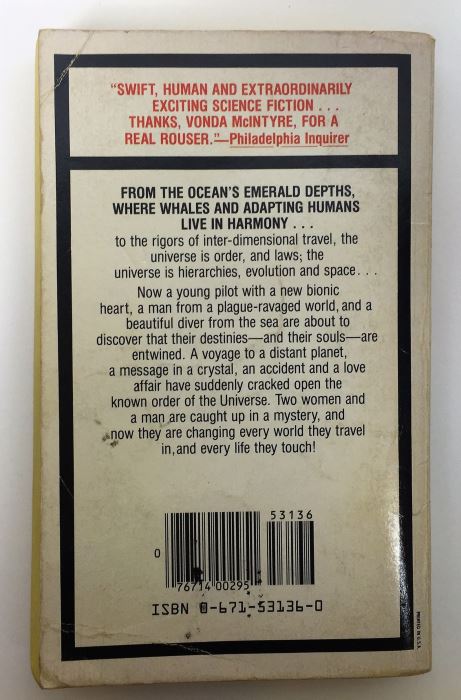 “SWIFT, HUMAN AND EXTRAORDINARILY
EXCITING SCIENCE FICTION . . .
THANKS, VONDA McINTYRE, FOR A
REAL ROUSER.”—Philadelphia Inquirer
FROM THE OCEAN’S EMERALD DEPTHS,
WHERE WHALES AND ADAPTING HUMANS
LIVE IN HARMONY . . .
to the rigors of inter-dimensional travel, the
universe is order, and laws; the
universe is hierarchies, evolution and space. . .
Now a young pilot with a new bionic
heart, a man from a plague-ravaged world, and a
beautiful diver from the sea are about to
discover that their destinies—and their souls—are
entwined. A voyage to a distant planet,
a message in a crystal, an accident and a love
affair have suddenly cracked open the
known order of the Universe. Two women and
a man are caught up in a mystery, and
now they are changing every world they travel
in, and every life they touch!
53136
0
76714 00295
ISBN 0-671-53136-0
PRINTED IN U.S.A.